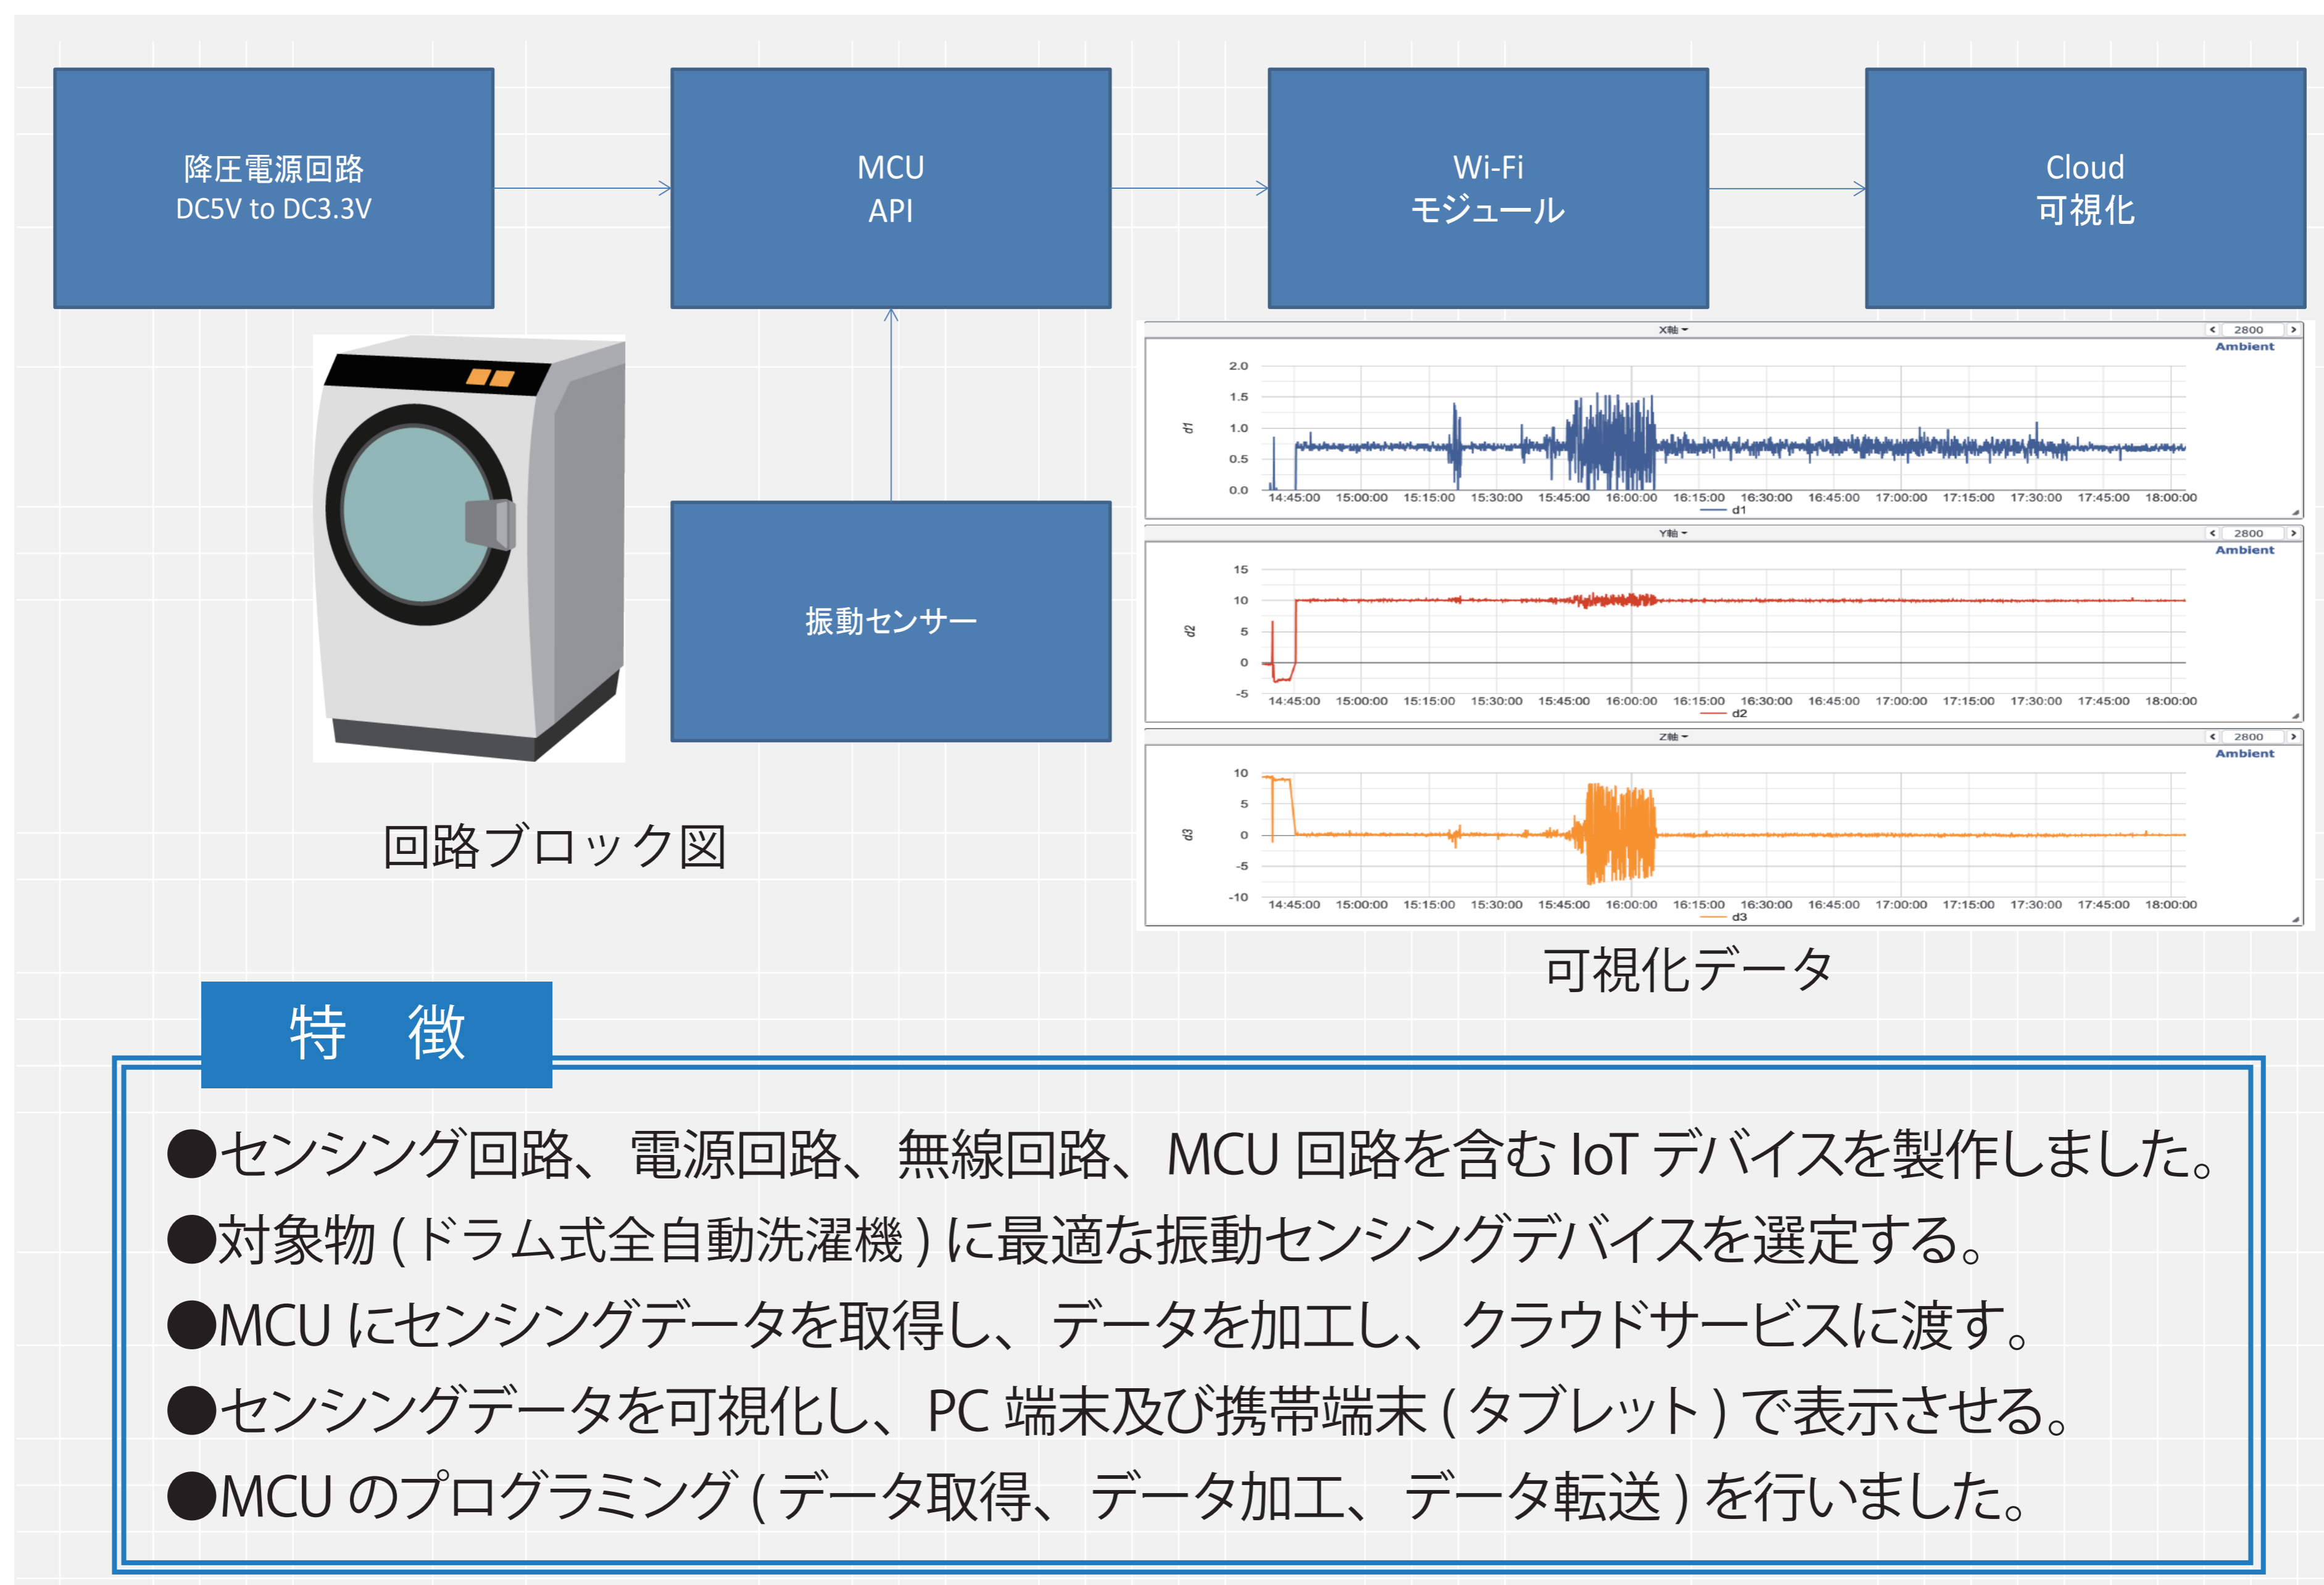 降圧電源回路
DC5V to DC3.3V
MCU
API
Wi-Fi
モジュール
Cloud
可視化
振動センサー
回路ブロック図
X軸
2800
Ambient
2.0
1.5
1.0
0.5
0.0
d1
14:45:00 15:00:00 15:15:00 15:30:00 15:45:00 16:00:00 16:15:00 16:30:00 16:45:00 17:00:00 17:15:00 17:30:00 17:45:00 18:00:00
d1
Y軸
2800
Ambient
15
10
5
0
-5
d2
14:45:00 15:00:00 15:15:00 15:30:00 15:45:00 16:00:00 16:15:00 16:30:00 16:45:00 17:00:00 17:15:00 17:30:00 17:45:00 18:00:00
d2
Z軸
2800
Ambient
10
5
0
-5
-10
d3
14:45:00 15:00:00 15:15:00 15:30:00 15:45:00 16:00:00 16:15:00 16:30:00 16:45:00 17:00:00 17:15:00 17:30:00 17:45:00 18:00:00
d3
可視化データ
特　徴
●センシング回路、電源回路、無線回路、MCU 回路を含む IoT デバイスを製作しました。
●対象物 ( ドラム式全自動洗濯機 ) に最適な振動センシングデバイスを選定する。
●MCU にセンシングデータを取得し、データを加工し、クラウドサービスに渡す。
●センシングデータを可視化し、PC 端末及び携帯端末 ( タブレット ) で表示させる。
●MCU のプログラミング ( データ取得、データ加工、データ転送 ) を行いました。